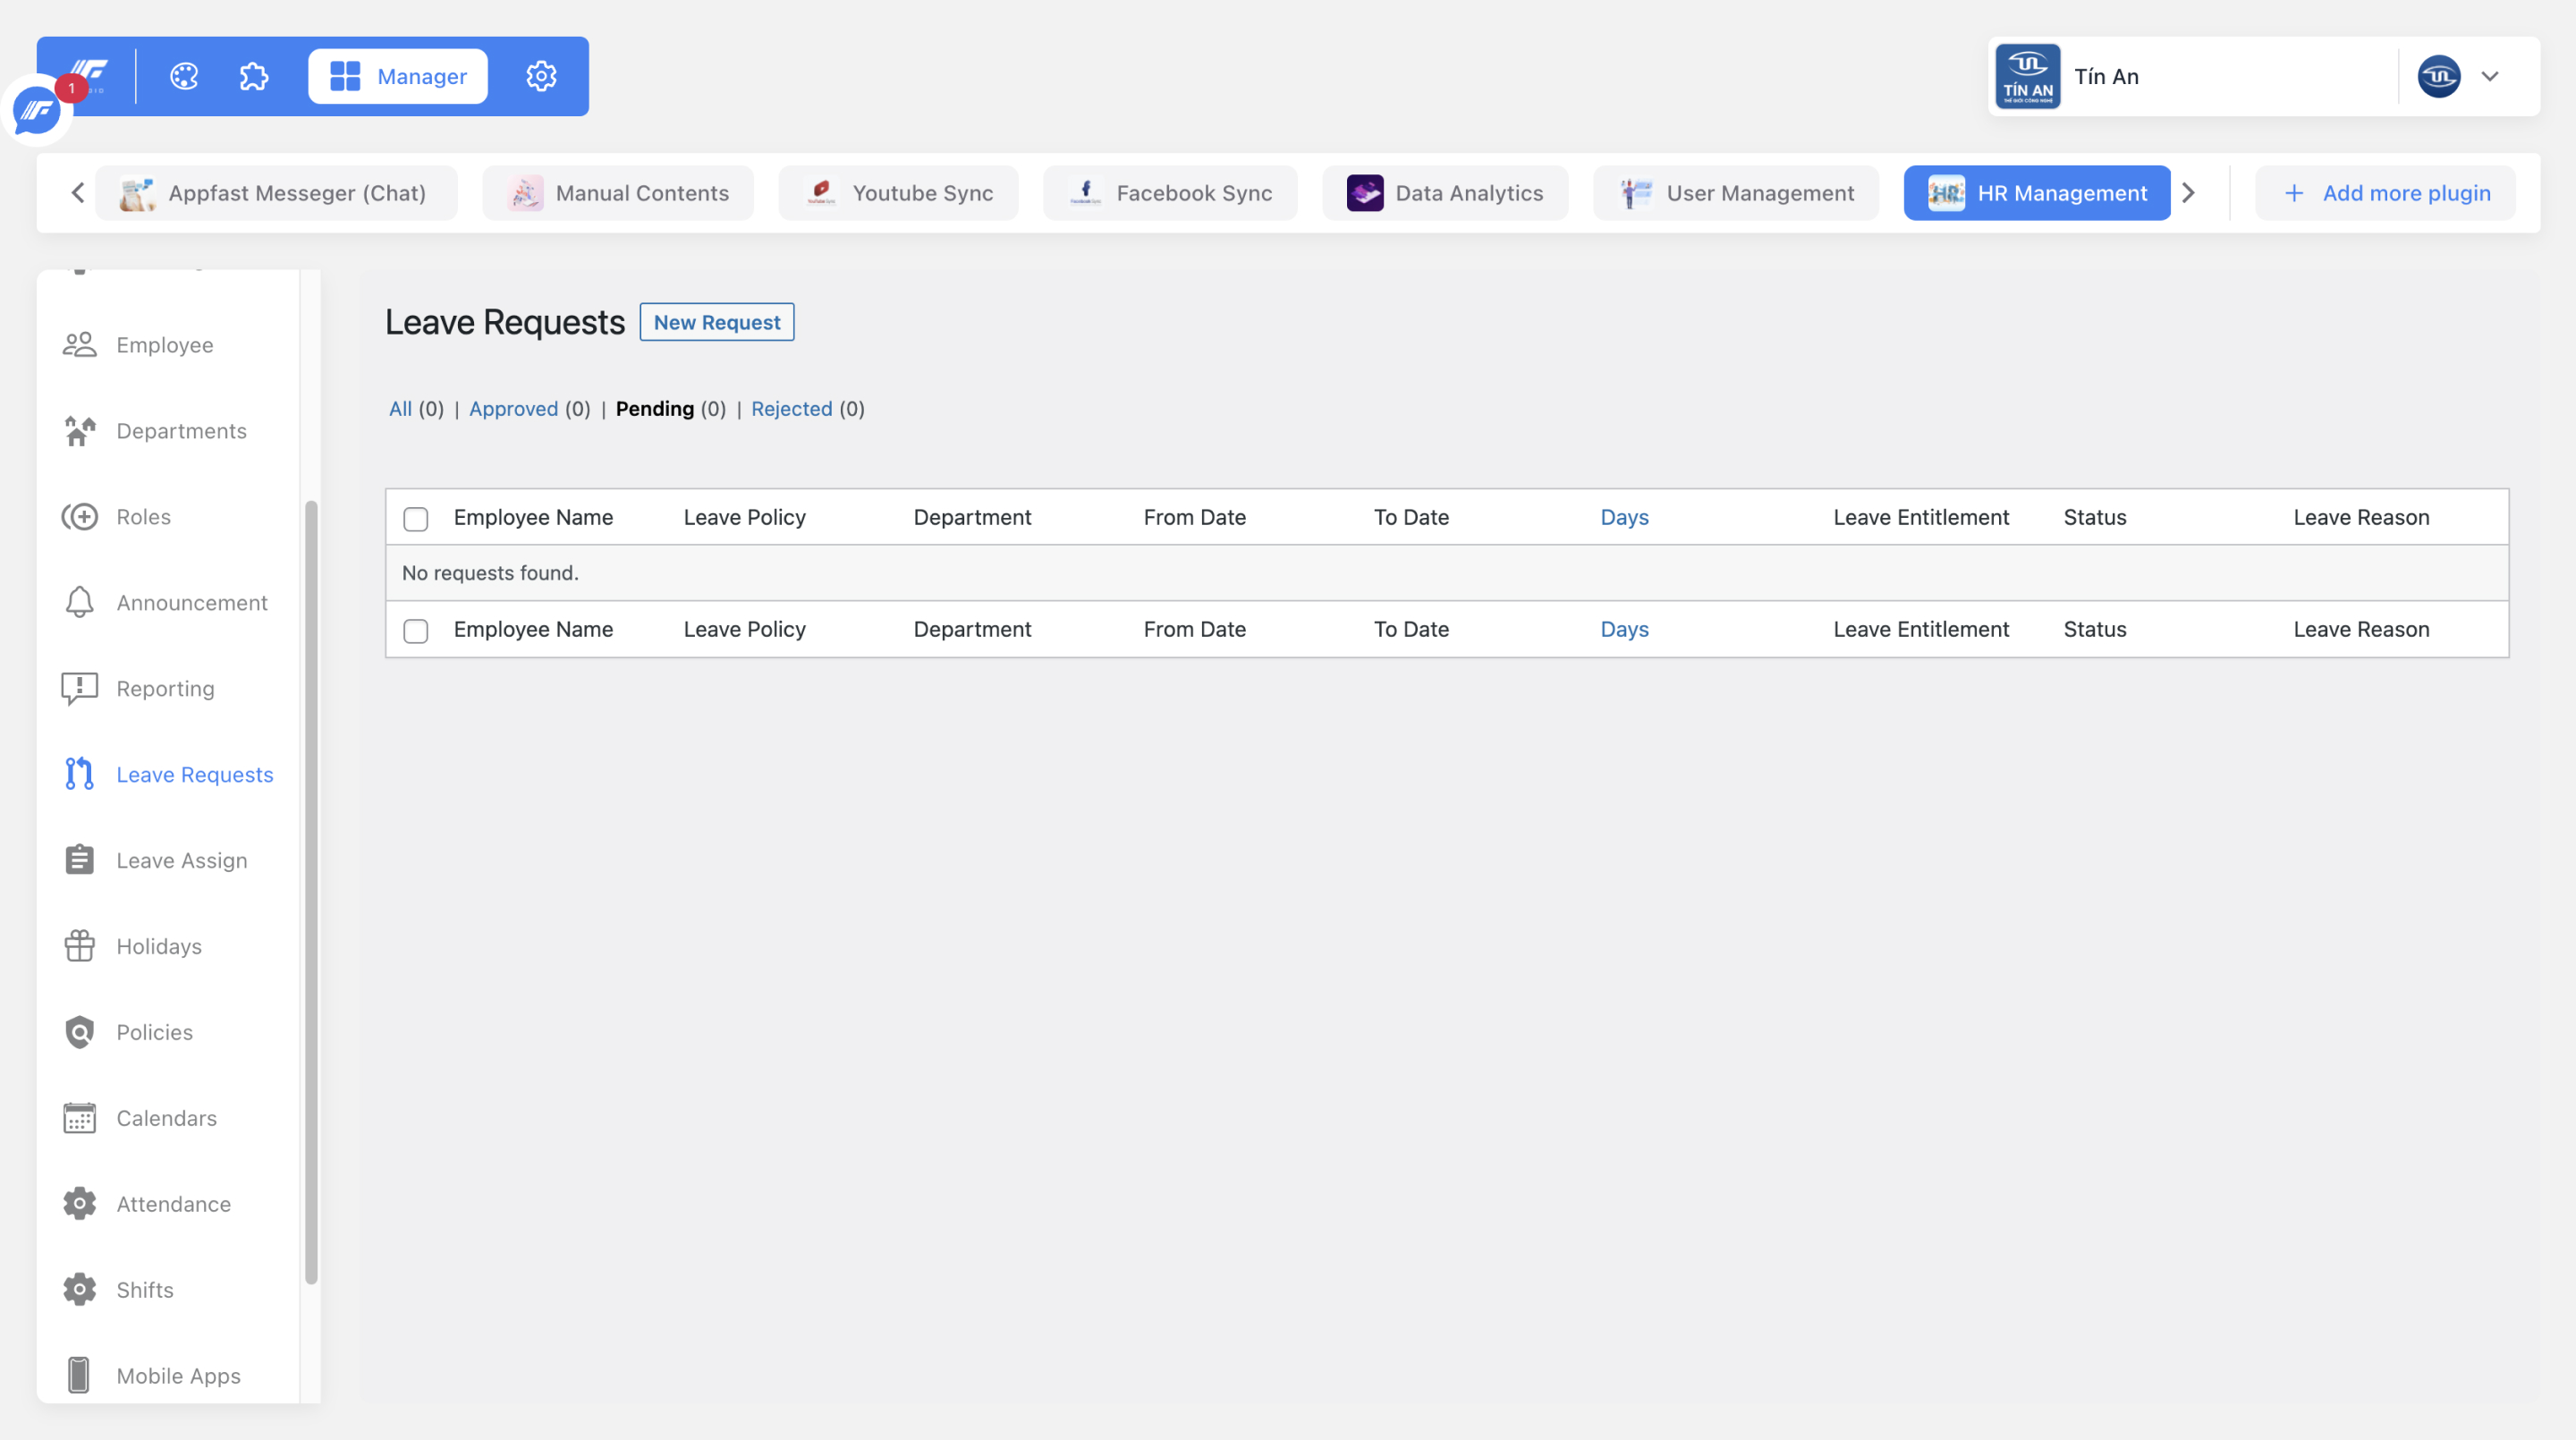 1
Manager
TÍN AN
THẾ GIỚI CÔNG NGHỆ
Tín An
Appfast Messeger (Chat)
Manual Contents
Youtube Sync
Facebook Sync
Data Analytics
User Management
HR Management
Add more plugin
Employee
Departments
Roles
Announcement
Reporting
Leave Requests
Leave Assign
Holidays
Policies
Calendars
Attendance
Shifts
Mobile Apps
Leave Requests New Request
All (0) | Approved (0) | Pending (0) | Rejected (0)
Employee Name Leave Policy Department From Date To Date Days Leave Entitlement Status Leave Reason
No requests found.
Employee Name Leave Policy Department From Date To Date Days Leave Entitlement Status Leave Reason